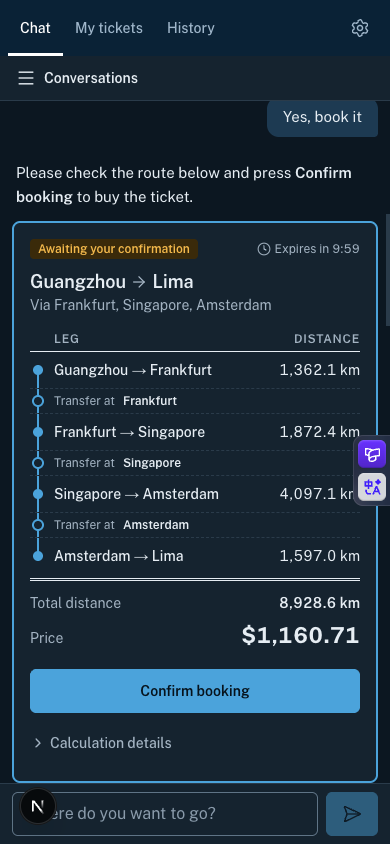 Chat My tickets History
Conversations
Yes, book it
Please check the route below and press Confirm
booking to buy the ticket.
Awaiting your confirmation Expires in 9:59
Guangzhou → Lima
Via Frankfurt, Singapore, Amsterdam
LEG DISTANCE
Guangzhou → Frankfurt 1,362.1 km
Transfer at Frankfurt
Frankfurt → Singapore 1,872.4 km
Transfer at Singapore
Singapore → Amsterdam 4,097.1 km
Transfer at Amsterdam
Amsterdam → Lima 1,597.0 km
Total distance 8,928.6 km
Price $1,160.71
Confirm booking
Calculation details
N ere do you want to go?